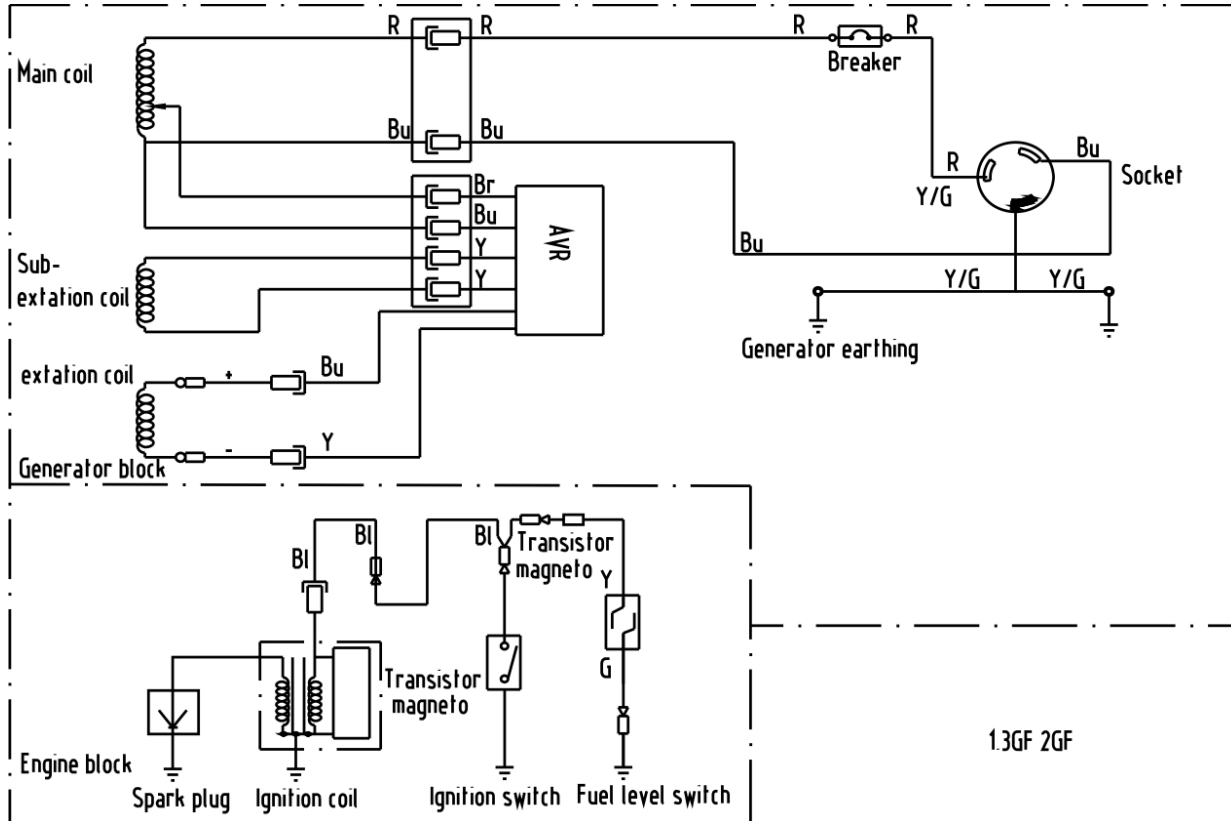 R R R R
Main coil
Breaker
Bu Bu
R Bu
Socket
Br
Y/G
Bu
AVR
Y
Bu
Sub-
extation coil
Y
Y/G Y/G
Generator earthing
extation coil
+ Bu
- Y
Generator block
Bl Bl Bl
Transistor
magneto
Y
G
Transistor
magneto
1.3GF 2GF
Engine block
Spark plug Ignition coil Ignition switch Fuel level switch